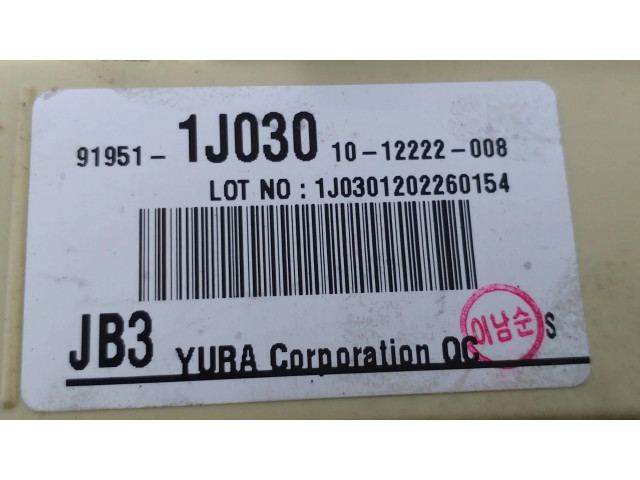 91951- 1J030 10-12222-008
LOT NO : 1J0301202260154
JB3 YURA Corporation QC 이남순 S